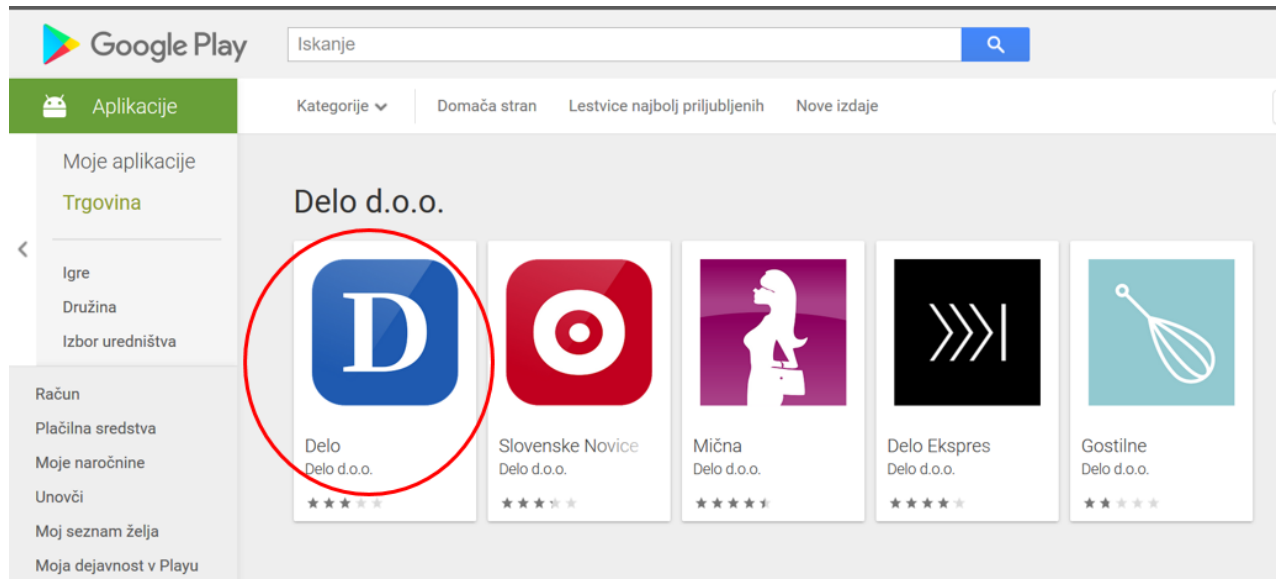 Google Play
Iskanje
Aplikacije
Kategorije
Domača stran
Lestvice najbolj priljubljenih
Nove izdaje
Moje aplikacije
Trgovina
Igre
Družina
Izbor uredništva
Račun
Plačilna sredstva
Moje naročnine
Unovči
Moj seznam želja
Moja dejavnost v Playu
Delo d.o.o.
D
Delo
Delo d.o.o.
Slovenske Novice
Delo d.o.o.
Mična
Delo d.o.o.
Delo Ekspres
Delo d.o.o.
Gostilne
Delo d.o.o.